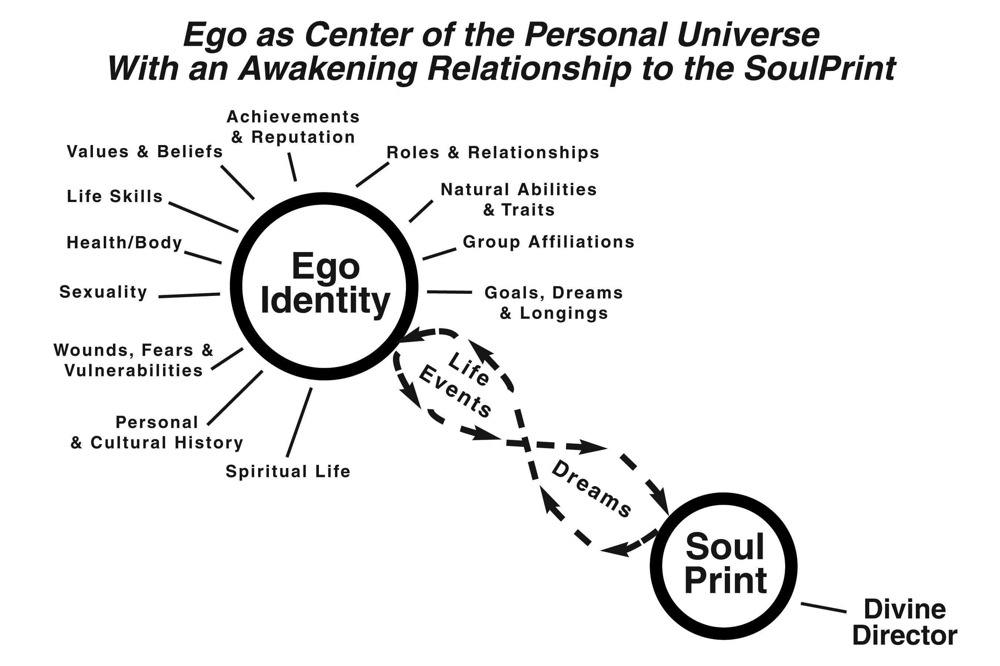 Ego as Center of the Personal Universe
With an Awakening Relationship to the SoulPrint
Achievements
& Reputation
Values & Beliefs
Roles & Relationships
Life Skills
Natural Abilities
& Traits
Health/Body
Group Affiliations
Ego
Identity
Sexuality
Goals, Dreams
& Longings
Wounds, Fears &
Vulnerabilities
Life
Events
Personal
& Cultural History
Spiritual Life
Dreams
Soul
Print
Divine
Director